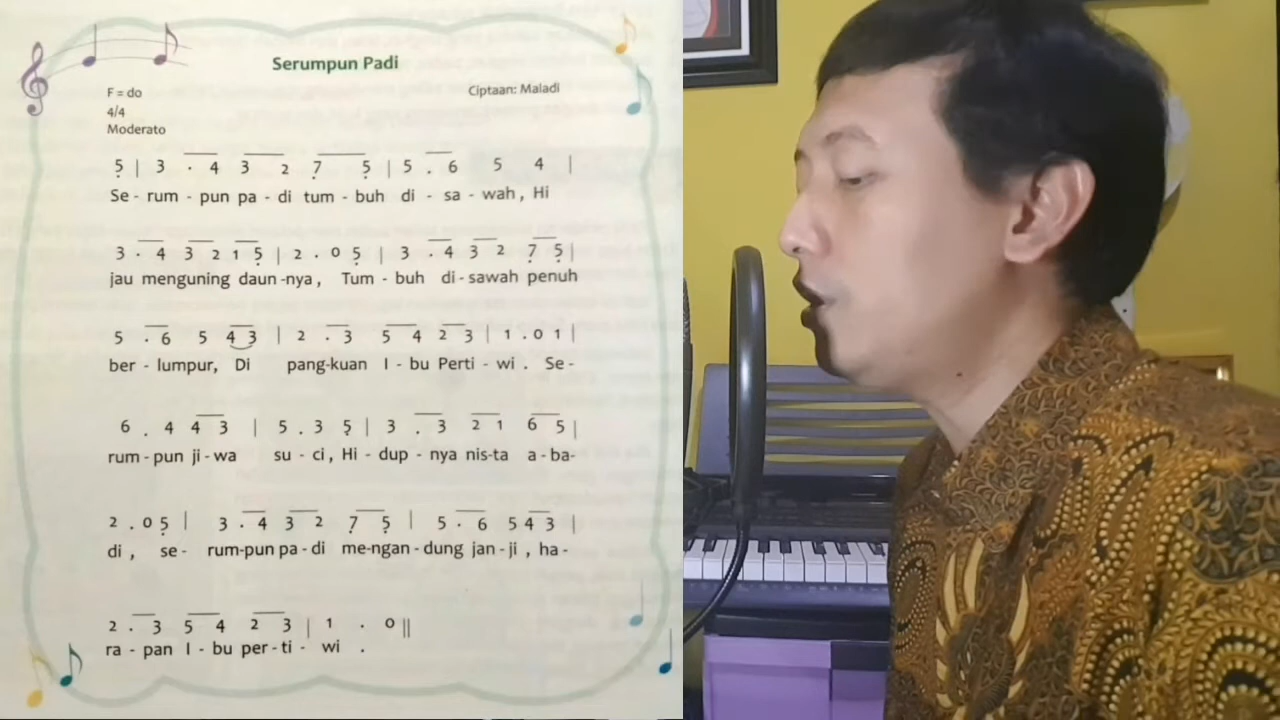 Serumpun Padi
F = do
Ciptaan: Maladi
4/4
Moderato
5̣ | 3 . 4 3 2 7̣ 5̣ | 5 . 6 5 4 |
Se - rum - pun pa - di tum - buh di - sa - wah , Hi
3 . 4 3 2 1 5̣ | 2 . 0 5̣ | 3 . 4 3 2 7̣ 5̣ |
jau menguning daun -nya , Tum - buh di - sawah penuh
5 . 6 5 4 3 | 2 . 3 5 4 2 3 | 1 . 0 1 |
ber - lumpur, Di pang-kuan I - bu Perti - wi . Se -
6 . 4 4 3 | 5 . 3 5̣ | 3 . 3 2 1 6 5 |
rum - pun ji - wa su - ci , Hi - dup - nya nis-ta a - ba-
2 . 0 5̣ | 3 . 4 3 2 7̣ 5̣ | 5 . 6 5 4 3 |
di , se - rum-pun pa - di me-ngan - dung jan - ji , ha -
2 . 3 5 4 2 3 | 1 . 0 ||
ra - pan I - bu per - ti - wi .